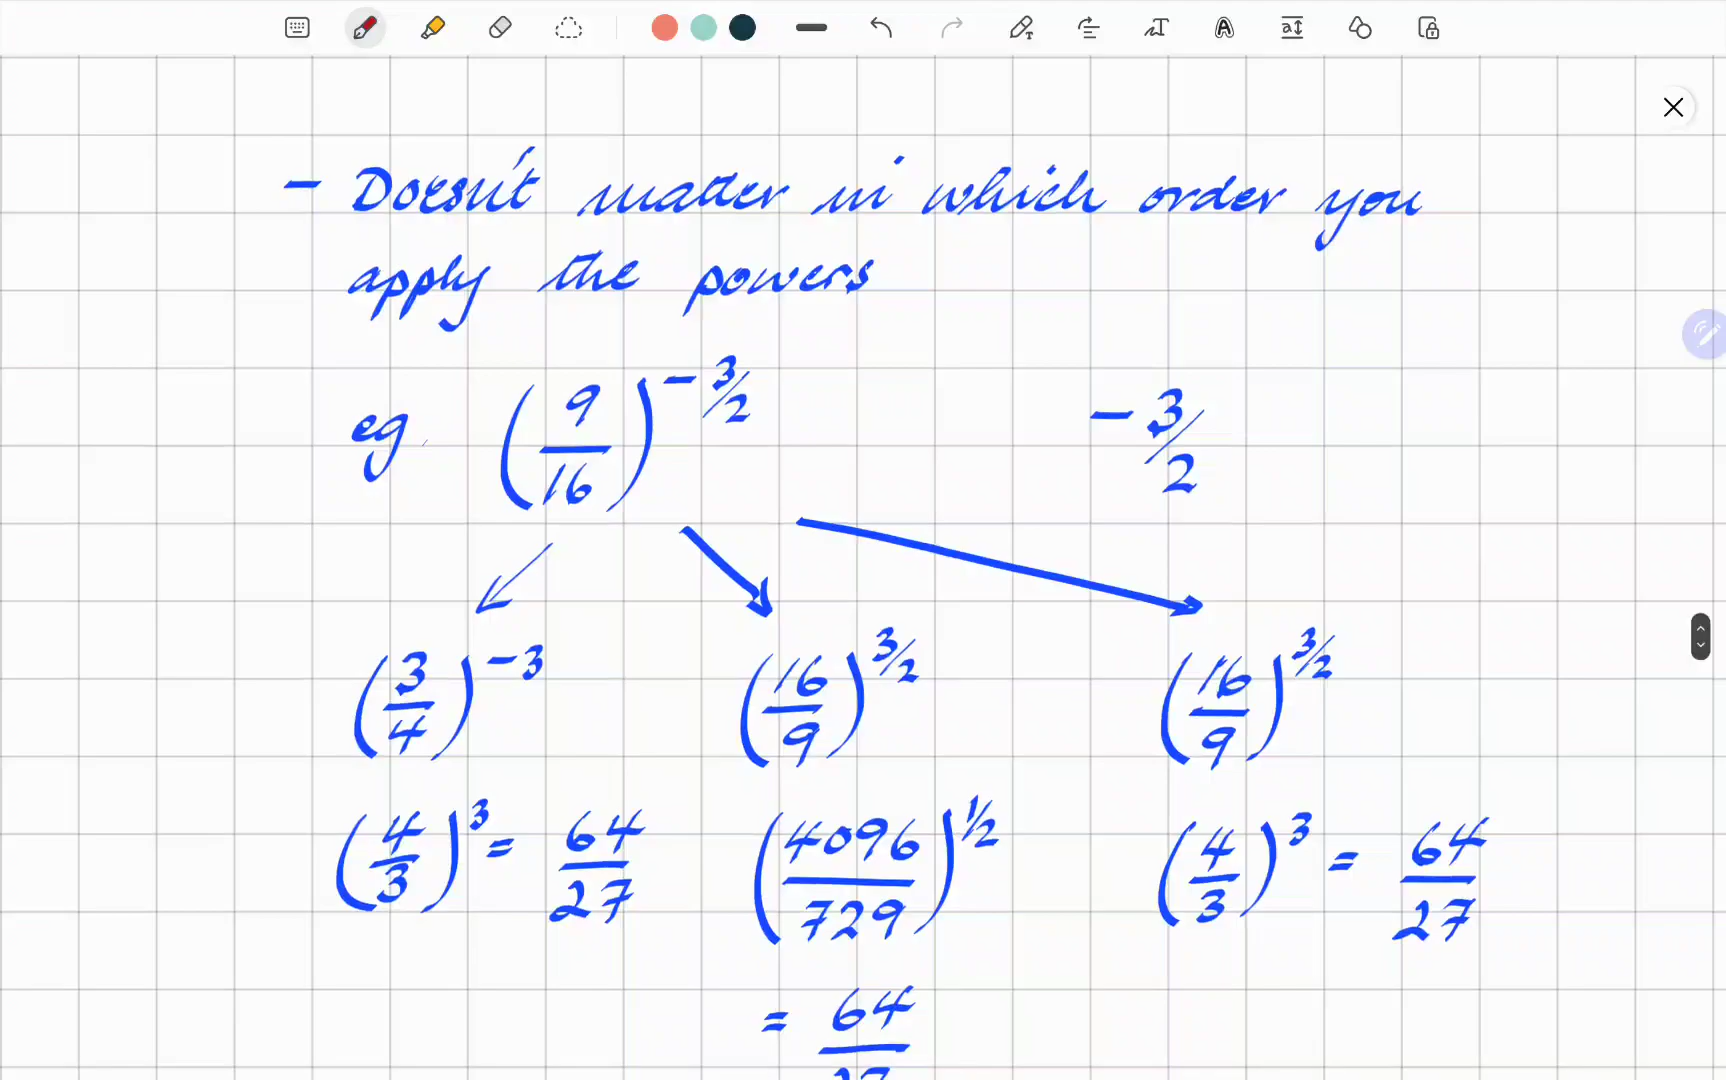 - Doesn't matter in which order you
apply the powers
eg. (9/16)^(-3/2) -3/2
(3/4)^(-3) (16/9)^(3/2) (16/9)^(3/2)
(4/3)^3 = 64/27 (4096/729)^(1/2) (4/3)^3 = 64/27
= 64/27